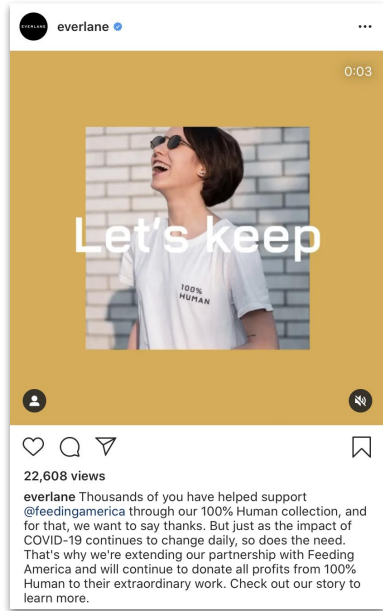 EVERLANE
everlane
0:03
Let's keep
100%
HUMAN
22,608 views
everlane Thousands of you have helped support
@feedingamerica through our 100% Human collection, and
for that, we want to say thanks. But just as the impact of
COVID-19 continues to change daily, so does the need.
That's why we're extending our partnership with Feeding
America and will continue to donate all profits from 100%
Human to their extraordinary work. Check out our story to
learn more.